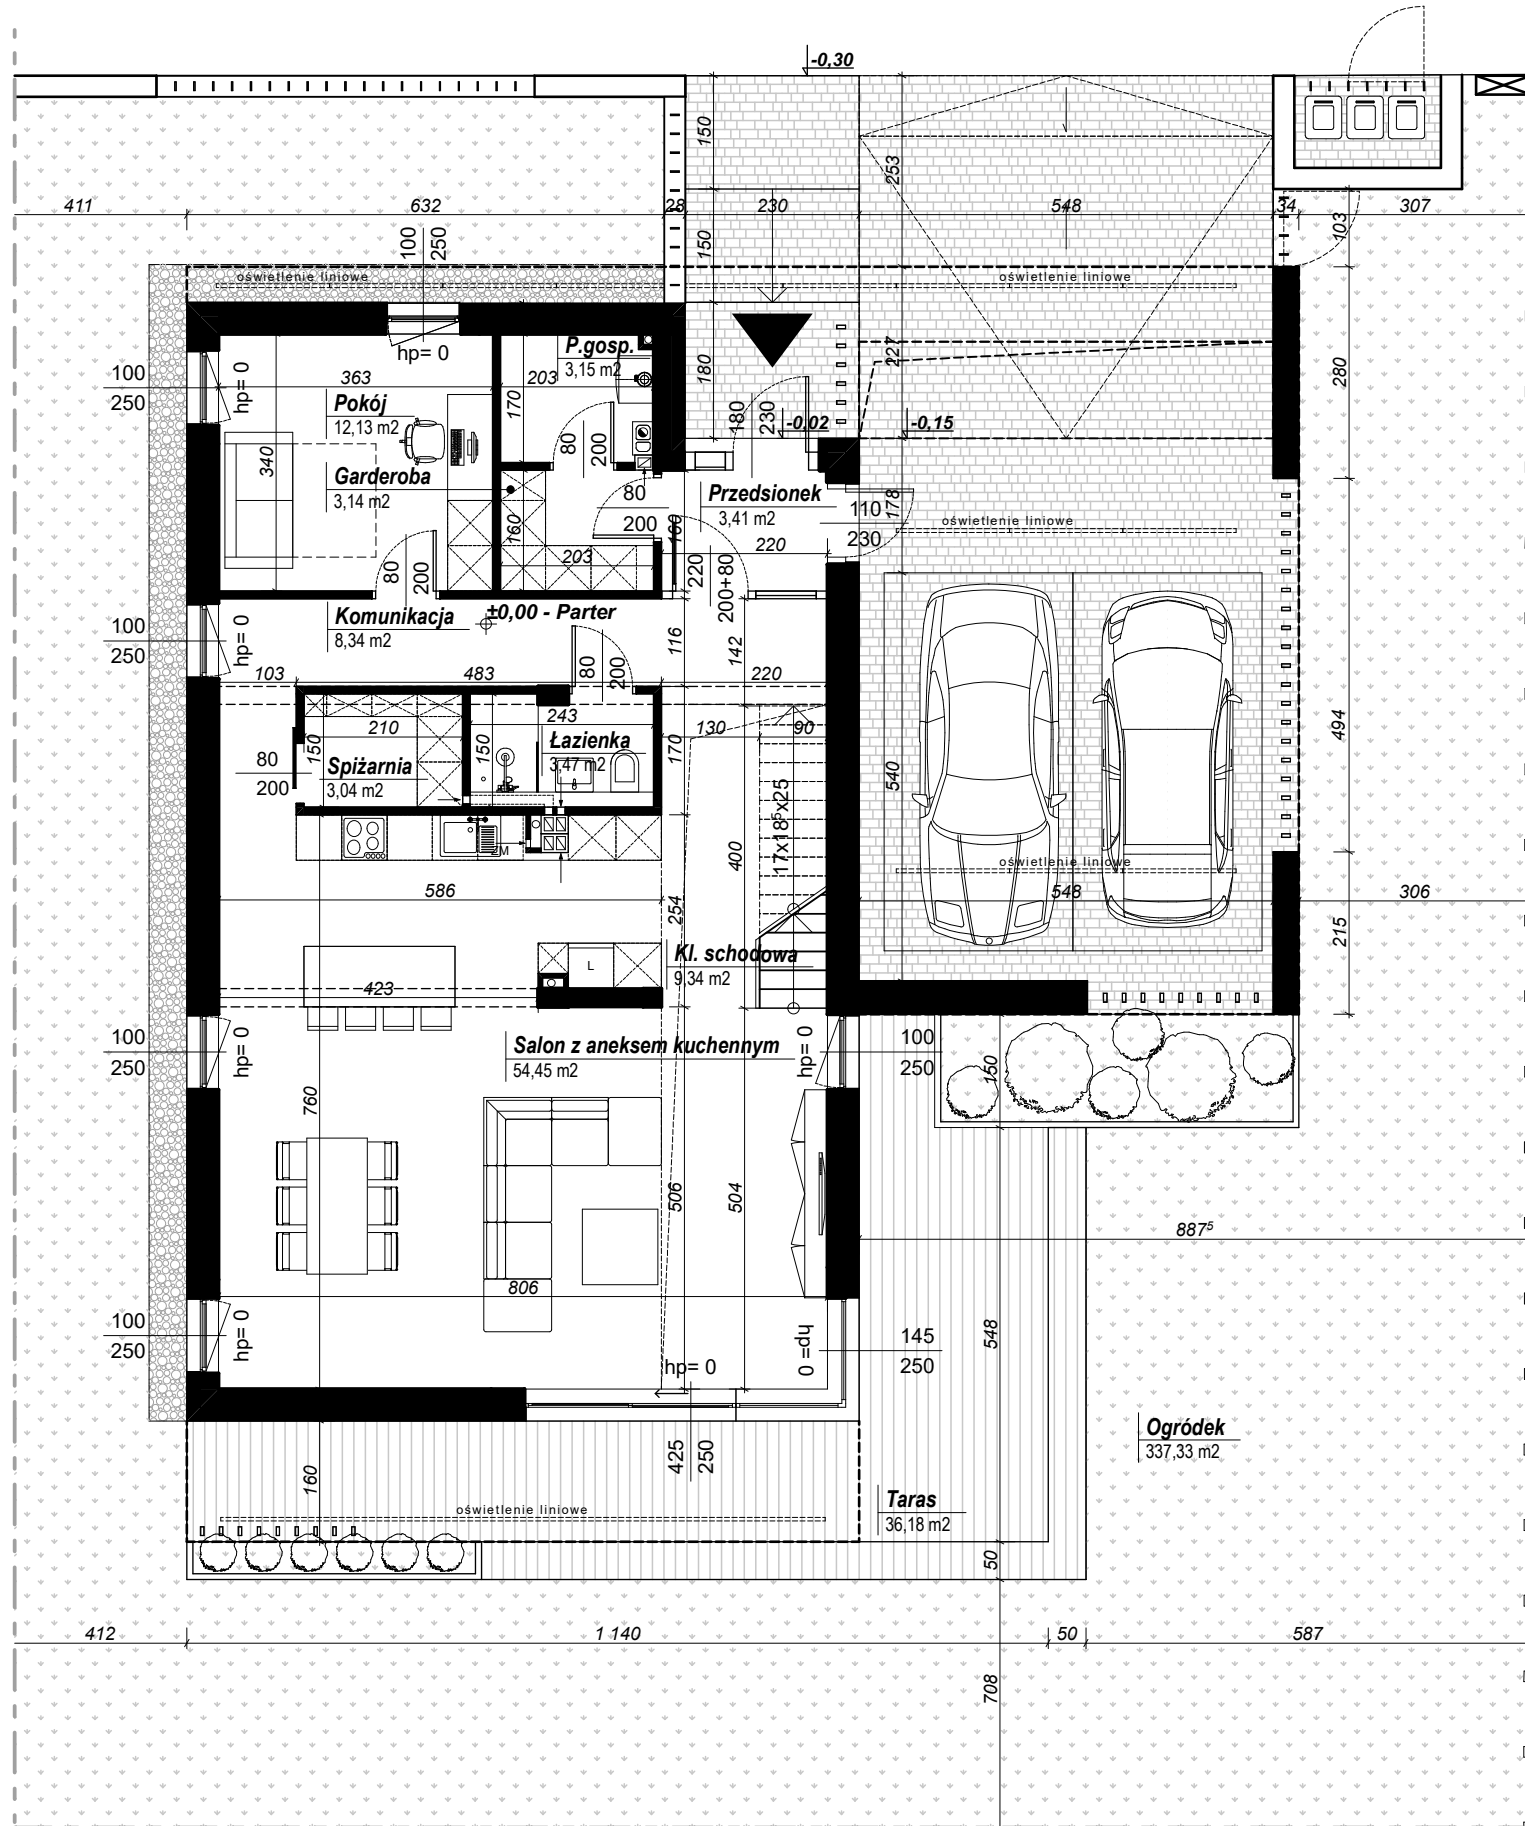 -0,30
150
253
411
632
28
230
548
34
307
103
100
250
150
oświetlenie liniowe
oświetlenie liniowe
hp= 0
P.gosp.
3,15 m2
227
180
280
100
250
hp= 0
363
203
Pokój
12,13 m2
170
180
230
-0,02
-0,15
340
80
200
Garderoba
3,14 m2
80
200
Przedsionek
3,41 m2
178
110
230
oświetlenie liniowe
160
160
203
220
80
200
220
200+80
Komunikacja
8,34 m2
±0,00 - Parter
100
250
hp= 0
116
142
80
200
103
483
220
210
243
130
90
494
150
150
170
Łazienka
3,47 m2
80
200
Spiżarnia
3,04 m2
540
17x18⁵x25
ZM
400
oświetlenie liniowe
586
254
548
306
215
Kl. schodowa
9,34 m2
L
423
100
250
hp= 0
Salon z aneksem kuchennym
54,45 m2
hp= 0
100
250
150
760
506
504
887⁵
806
100
250
hp= 0
hp= 0
hp= 0
145
250
548
Ogródek
337,33 m2
425
250
160
oświetlenie liniowe
Taras
36,18 m2
50
412
1 140
50
587
708